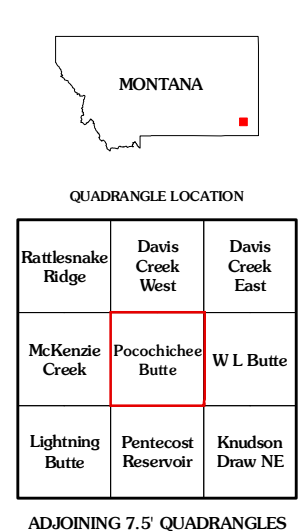 MONTANA
QUADRANGLE LOCATION
Rattlesnake
Ridge
Davis
Creek
West
Davis
Creek
East
McKenzie
Creek
Pocochichee
Butte
W L Butte
Lightning
Butte
Pentecost
Reservoir
Knudson
Draw NE
ADJOINING 7.5' QUADRANGLES